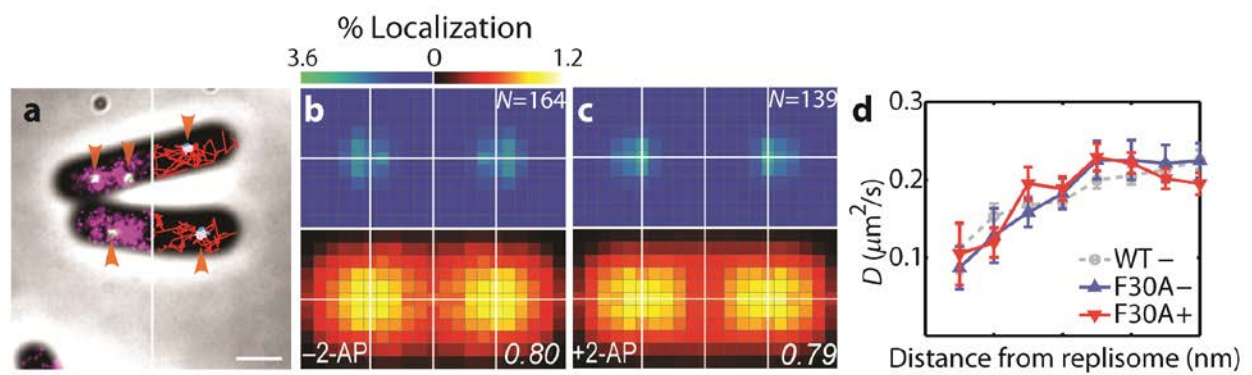 % Localization
3.6 0 1.2
a b N=164 c N=139 d
–2-AP 0.80 +2-AP 0.79
0.3
0.2
0.1
D (μm²/s)
WT –
F30A–
F30A+
Distance from replisome (nm)